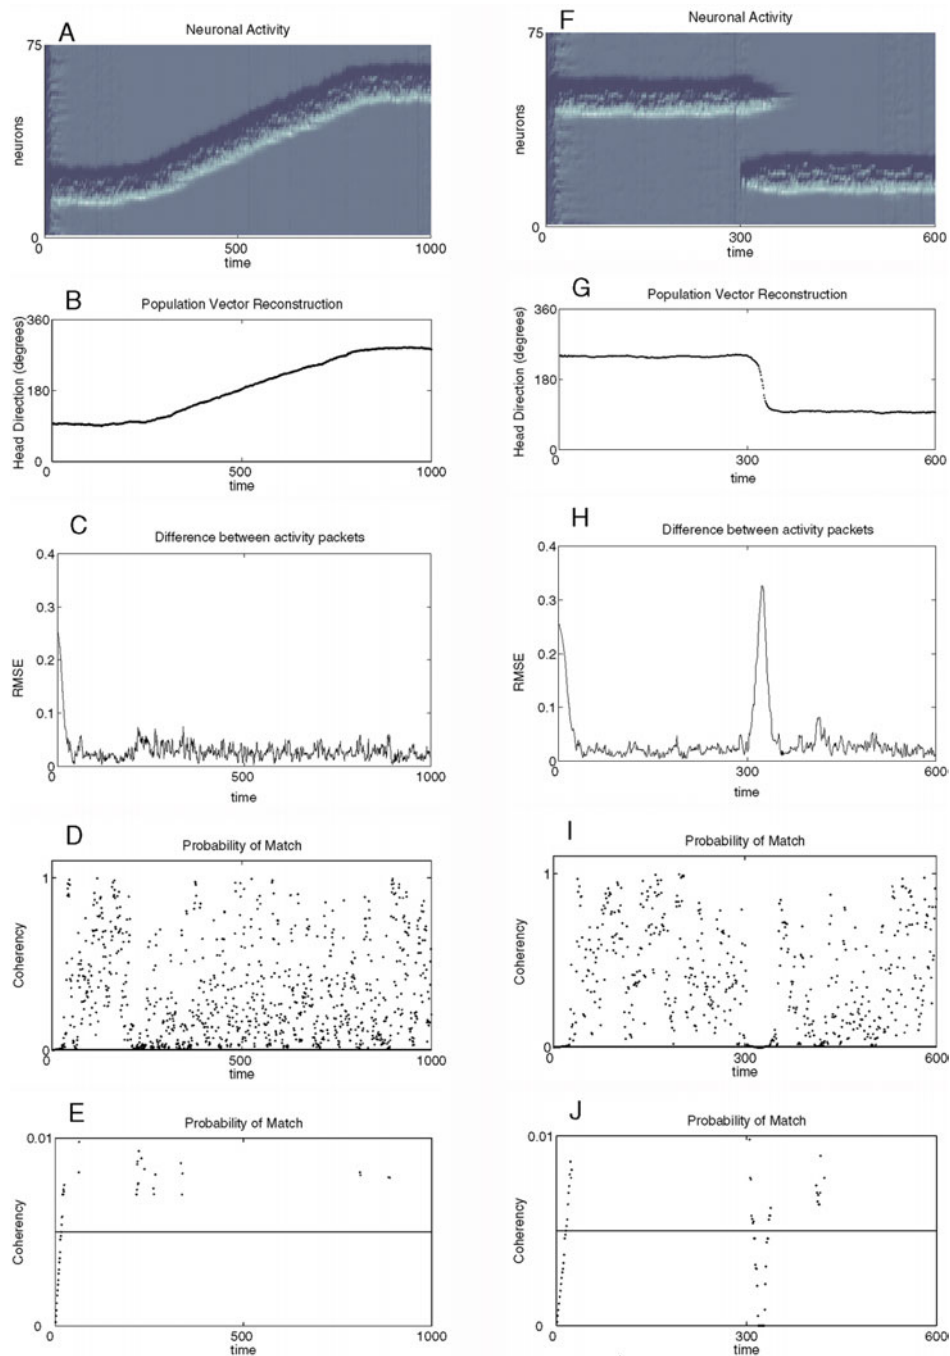 A
Neuronal Activity
75
neurons
0
500
1000
time
B
Population Vector Reconstruction
360
Head Direction (degrees)
180
0
0
500
1000
time
C
Difference between activity packets
0.4
0.3
0.2
RMSE
0.1
0
0
500
1000
time
D
Probability of Match
1
Coherency
0
0
500
1000
time
E
Probability of Match
0.01
Coherency
0
0
500
1000
time
F
Neuronal Activity
75
neurons
0
0
300
600
time
G
Population Vector Reconstruction
360
Head Direction (degrees)
180
0
0
300
600
time
H
Difference between activity packets
0.4
0.3
0.2
RMSE
0.1
0
0
300
600
time
I
Probability of Match
1
Coherency
0
0
300
6000
time
J
Probability of Match
0.01
Coherency
0
0
300
6000
time